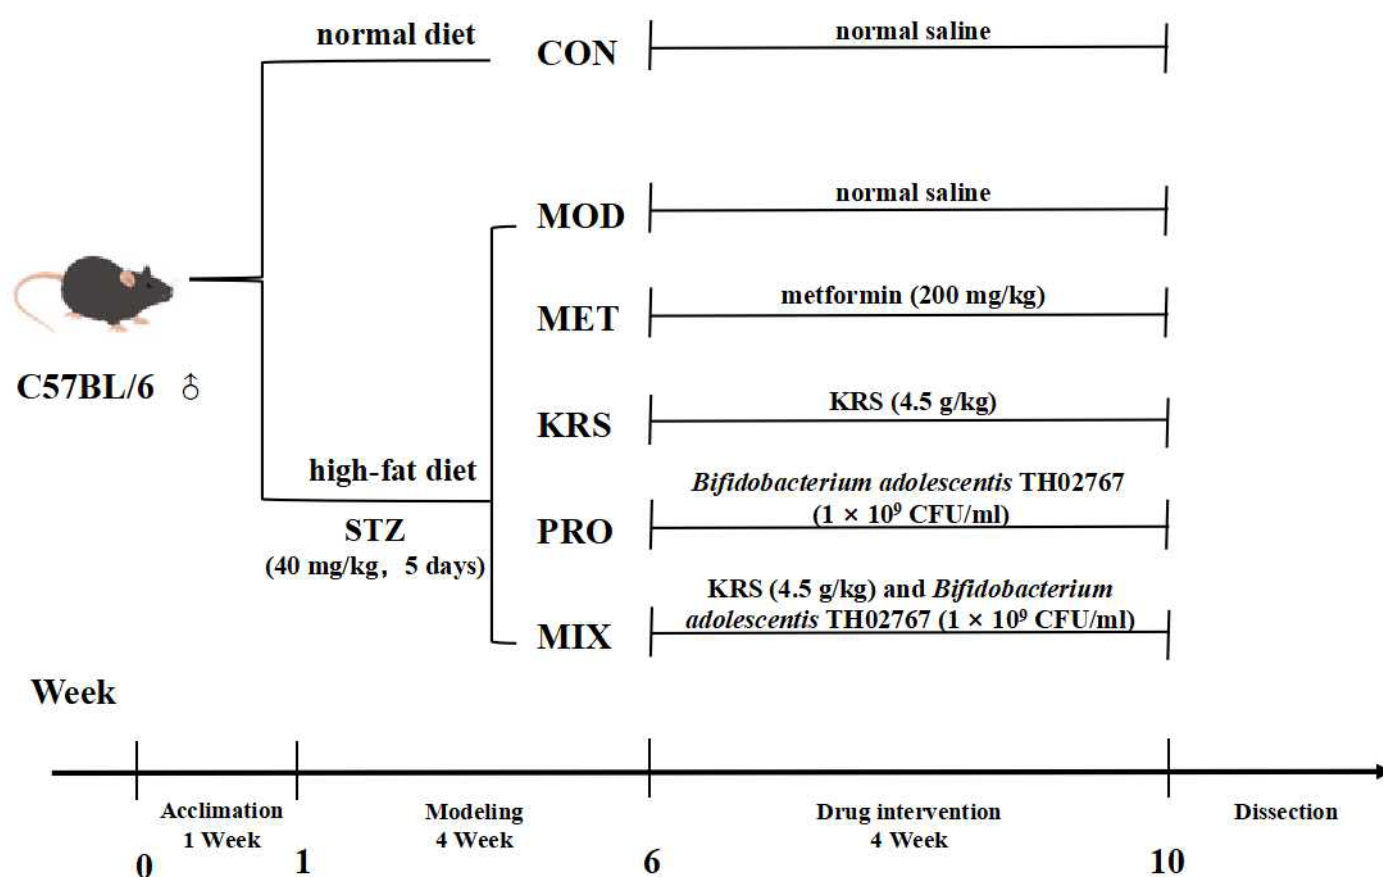 normal diet
CON
normal saline
MOD
normal saline
MET
metformin (200 mg/kg)
C57BL/6 ♂
KRS
KRS (4.5 g/kg)
high-fat diet
STZ
(40 mg/kg，5 days)
PRO
Bifidobacterium adolescentis TH02767
(1 × 10⁹ CFU/ml)
MIX
KRS (4.5 g/kg) and Bifidobacterium
adolescentis TH02767 (1 × 10⁹ CFU/ml)
Week
Acclimation
1 Week
Modeling
4 Week
Drug intervention
4 Week
Dissection
0
1
6
10